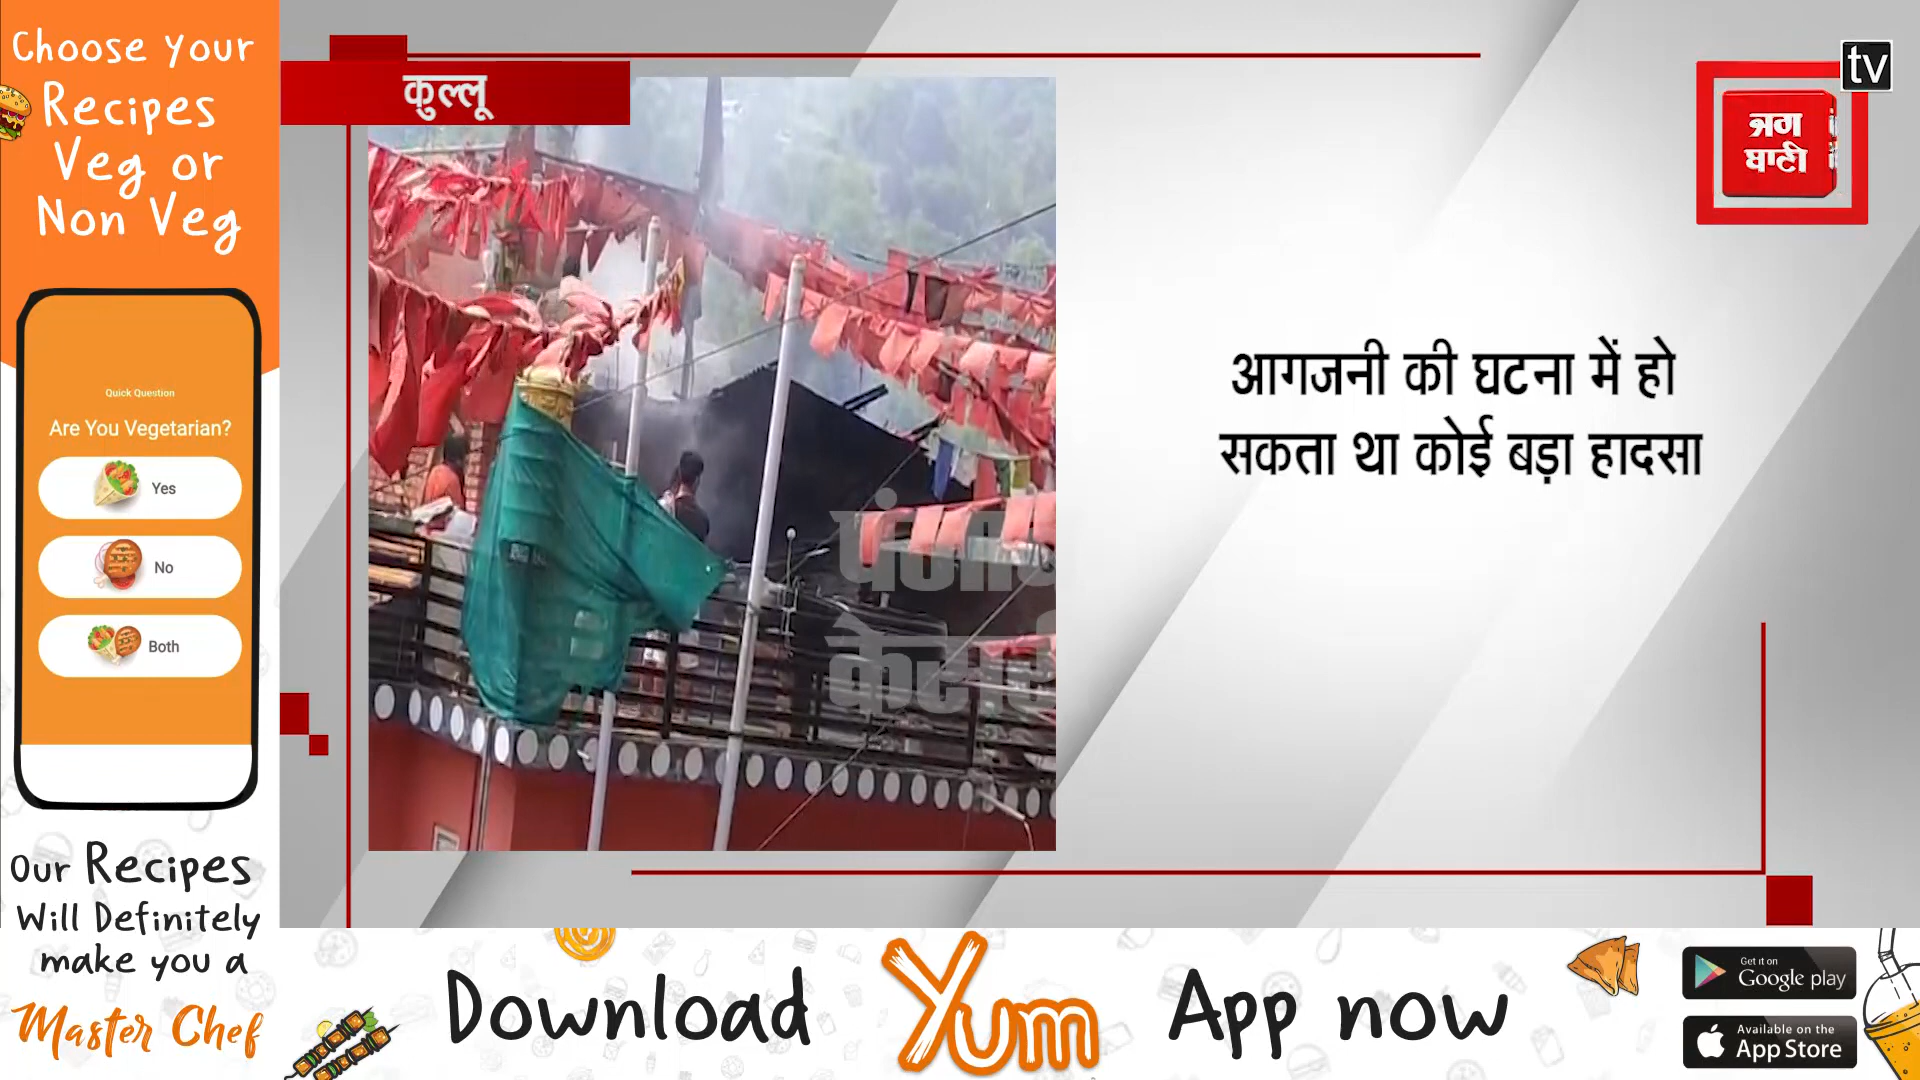 Choose Your
Recipes
Veg or
Non Veg
Quick Question
Are You Vegetarian?
Yes
No
Both
Our Recipes
Will Definitely
make you a
Master Chef
कुल्लू
tv
जग
बाणी
आगजनी की घटना में हो
सकता था कोई बड़ा हादसा
पंजाब
केसरी
Download Yum App now
Get it on
Google play
Available on the
App Store